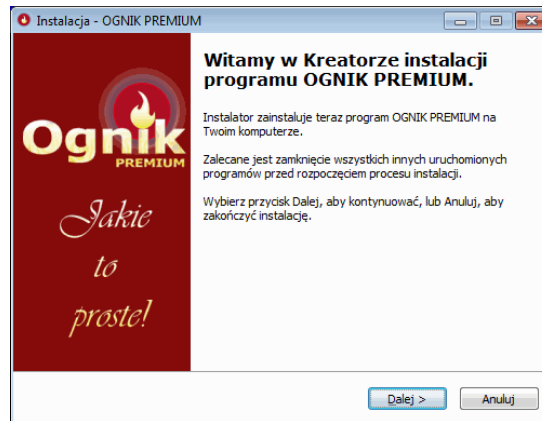 Instalacja - OGNIK PREMIUM
Witamy w Kreatorze instalacji
programu OGNIK PREMIUM.
Instalator zainstaluje teraz program OGNIK PREMIUM na
Twoim komputerze.
Zalecane jest zamknięcie wszystkich innych uruchomionych
programów przed rozpoczęciem procesu instalacji.
Wybierz przycisk Dalej, aby kontynuować, lub Anuluj, aby
zakończyć instalację.
Ognik
PREMIUM
Jakie
to
proste!
Dalej >
Anuluj